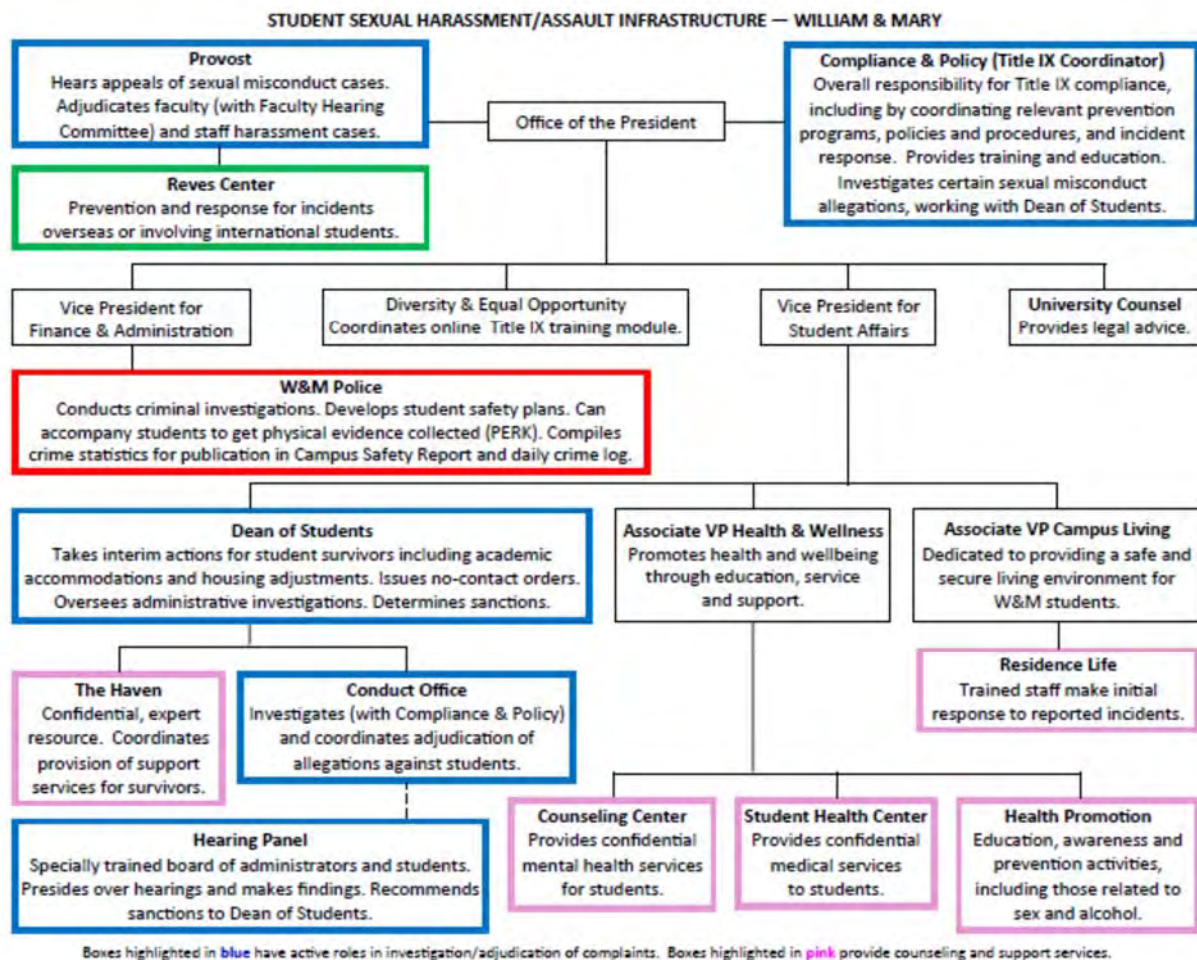 STUDENT SEXUAL HARASSMENT/ASSAULT INFRASTRUCTURE — WILLIAM & MARY
Provost
Hears appeals of sexual misconduct cases.
Adjudicates faculty (with Faculty Hearing
Committee) and staff harassment cases.
Office of the President
Compliance & Policy (Title IX Coordinator)
Overall responsibility for Title IX compliance,
including by coordinating relevant prevention
programs, policies and procedures, and incident
response. Provides training and education.
Investigates certain sexual misconduct
allegations, working with Dean of Students.
Reves Center
Prevention and response for incidents
overseas or involving international students.
Vice President for
Finance & Administration
Diversity & Equal Opportunity
Coordinates online Title IX training module.
Vice President for
Student Affairs
University Counsel
Provides legal advice.
W&M Police
Conducts criminal investigations. Develops student safety plans. Can
accompany students to get physical evidence collected (PERK). Compiles
crime statistics for publication in Campus Safety Report and daily crime log.
Dean of Students
Takes interim actions for student survivors including academic
accommodations and housing adjustments. Issues no-contact orders.
Oversees administrative investigations. Determines sanctions.
Associate VP Health & Wellness
Promotes health and wellbeing
through education, service
and support.
Associate VP Campus Living
Dedicated to providing a safe and
secure living environment for
W&M students.
Residence Life
Trained staff make initial
response to reported incidents.
The Haven
Confidential, expert
resource. Coordinates
provision of support
services for survivors.
Conduct Office
Investigates (with Compliance & Policy)
and coordinates adjudication of
allegations against students.
Hearing Panel
Specially trained board of administrators and students.
Presides over hearings and makes findings. Recommends
sanctions to Dean of Students.
Counseling Center
Provides confidential
mental health services
for students.
Student Health Center
Provides confidential
medical services
to students.
Health Promotion
Education, awareness and
prevention activities,
including those related to
sex and alcohol.
Boxes highlighted in blue have active roles in investigation/adjudication of complaints. Boxes highlighted in pink provide counseling and support services.